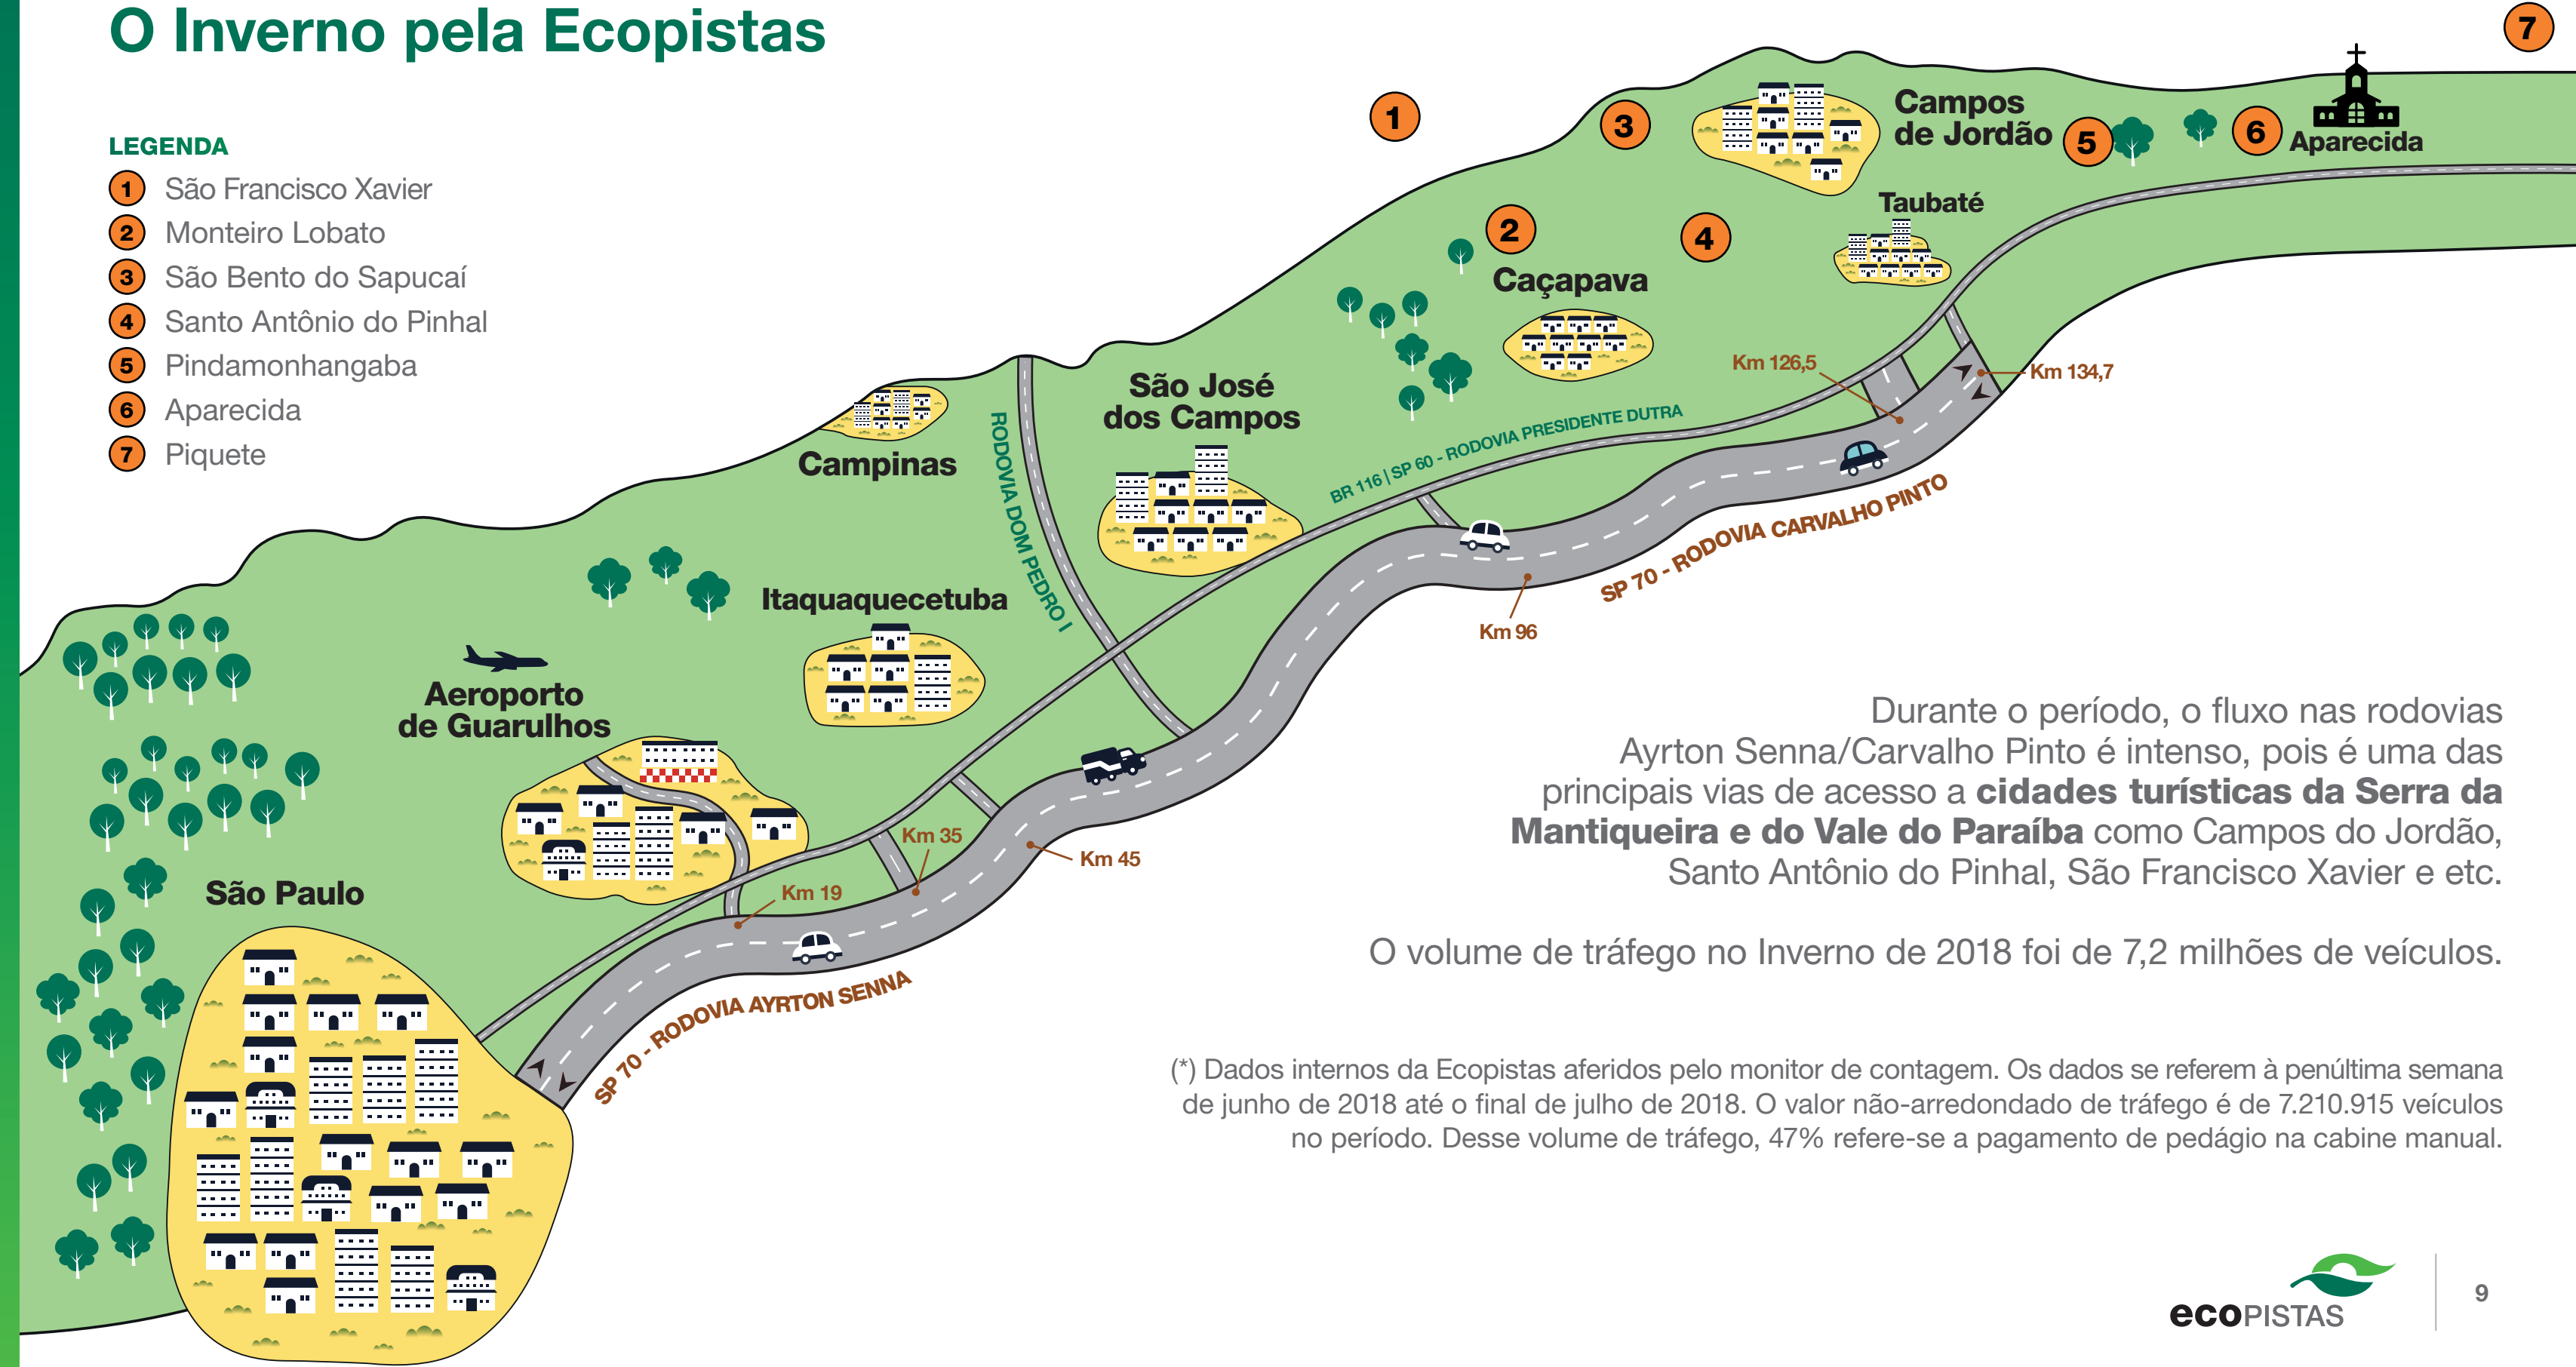 O Inverno pela Ecopistas
LEGENDA
1 São Francisco Xavier
2 Monteiro Lobato
3 São Bento do Sapucaí
4 Santo Antônio do Pinhal
5 Pindamonhangaba
6 Aparecida
7 Piquete
7
1
3
Campos
de Jordão
5
6
Aparecida
Taubaté
2
4
Caçapava
Km 126,5
Km 134,7
São José
dos Campos
Campinas
RODOVIA DOM PEDRO I
BR 116 | SP 60 - RODOVIA PRESIDENTE DUTRA
SP 70 - RODOVIA CARVALHO PINTO
Km 96
Itaquaquecetuba
Aeroporto
de Guarulhos
Km 35
Km 45
Km 19
São Paulo
SP 70 - RODOVIA AYRTON SENNA
Durante o período, o fluxo nas rodovias
Ayrton Senna/Carvalho Pinto é intenso, pois é uma das
principais vias de acesso a cidades turísticas da Serra da
Mantiqueira e do Vale do Paraíba como Campos do Jordão,
Santo Antônio do Pinhal, São Francisco Xavier e etc.
O volume de tráfego no Inverno de 2018 foi de 7,2 milhões de veículos.
(*) Dados internos da Ecopistas aferidos pelo monitor de contagem. Os dados se referem à penúltima semana
de junho de 2018 até o final de julho de 2018. O valor não-arredondado de tráfego é de 7.210.915 veículos
no período. Desse volume de tráfego, 47% refere-se a pagamento de pedágio na cabine manual.
ecoPISTAS
9